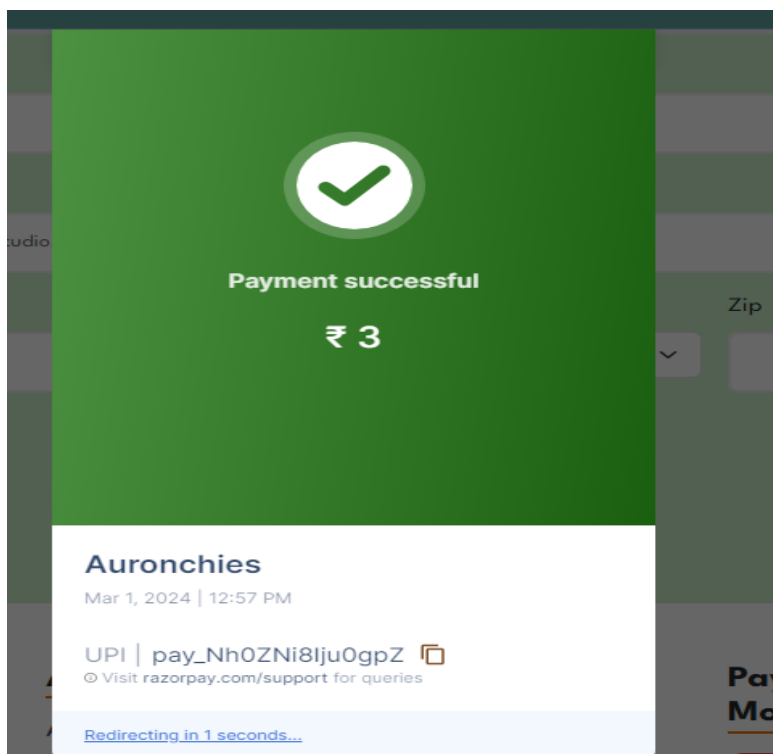 Payment successful
₹ 3
Zip
Auronchies
Mar 1, 2024 | 12:57 PM
UPI | pay_Nh0ZNi8Iju0gpZ
Visit razorpay.com/support for queries
Redirecting in 1 seconds...